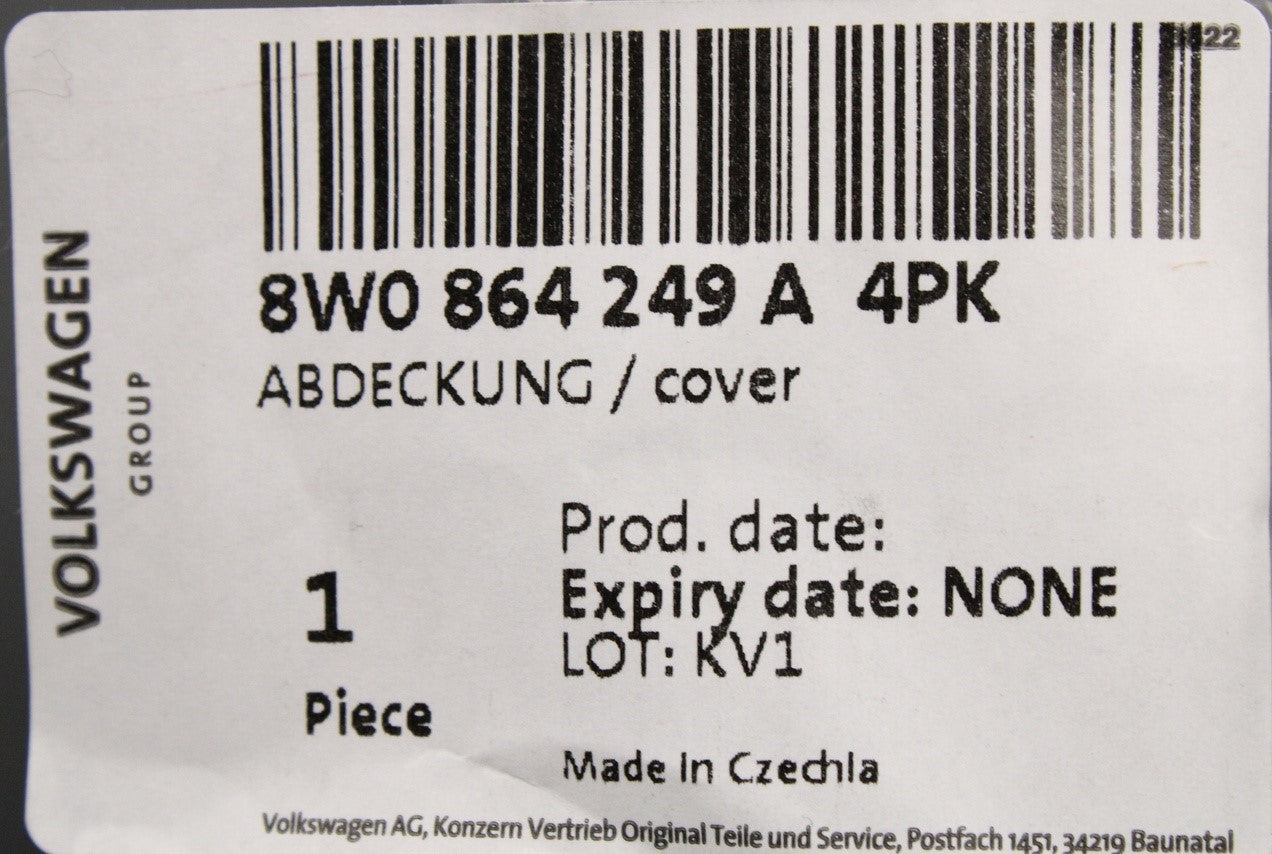 22
8W0 864 249 A 4PK
ABDECKUNG / cover
VOLKSWAGEN
GROUP
Prod. date:
Expiry date: NONE
LOT: KV1
1
Piece
Made in Czechia
Volkswagen AG, Konzern Vertrieb Original Teile und Service, Postfach 1451, 34219 Baunatal